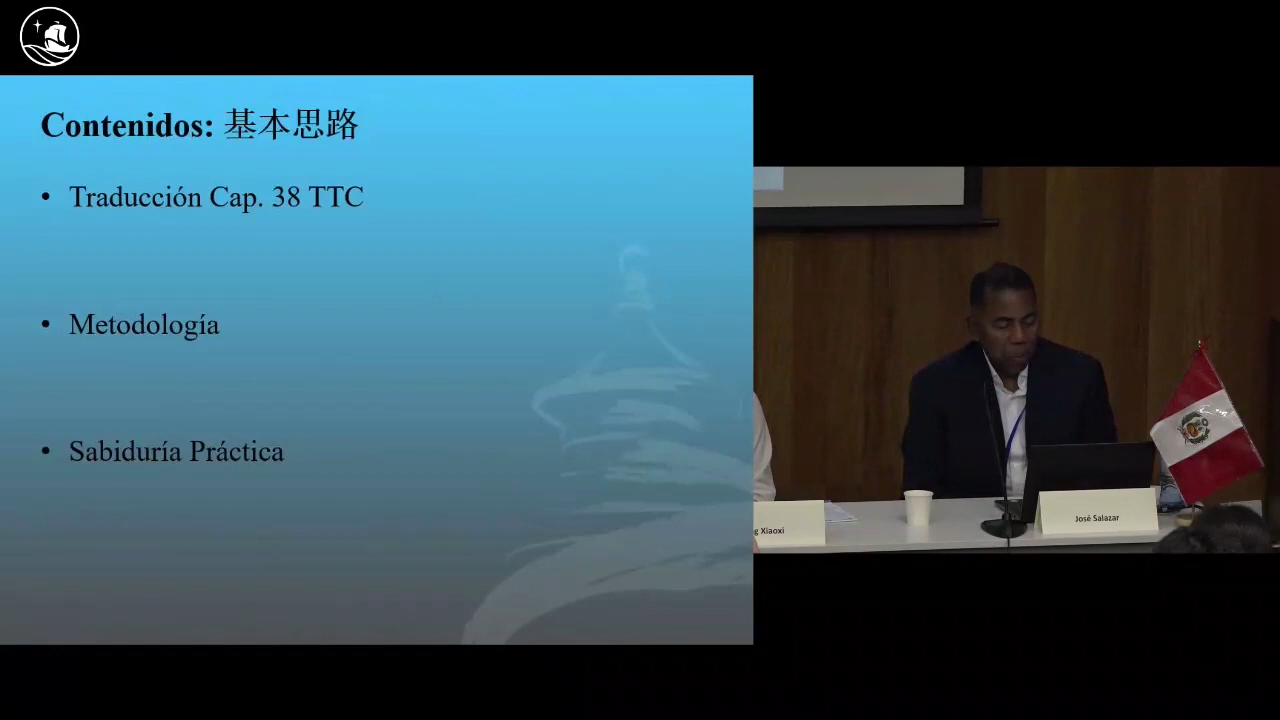 Contenidos: 基本思路
• Traducción Cap. 38 TTC
• Metodología
• Sabiduría Práctica
g Xiaoxi
José Salazar